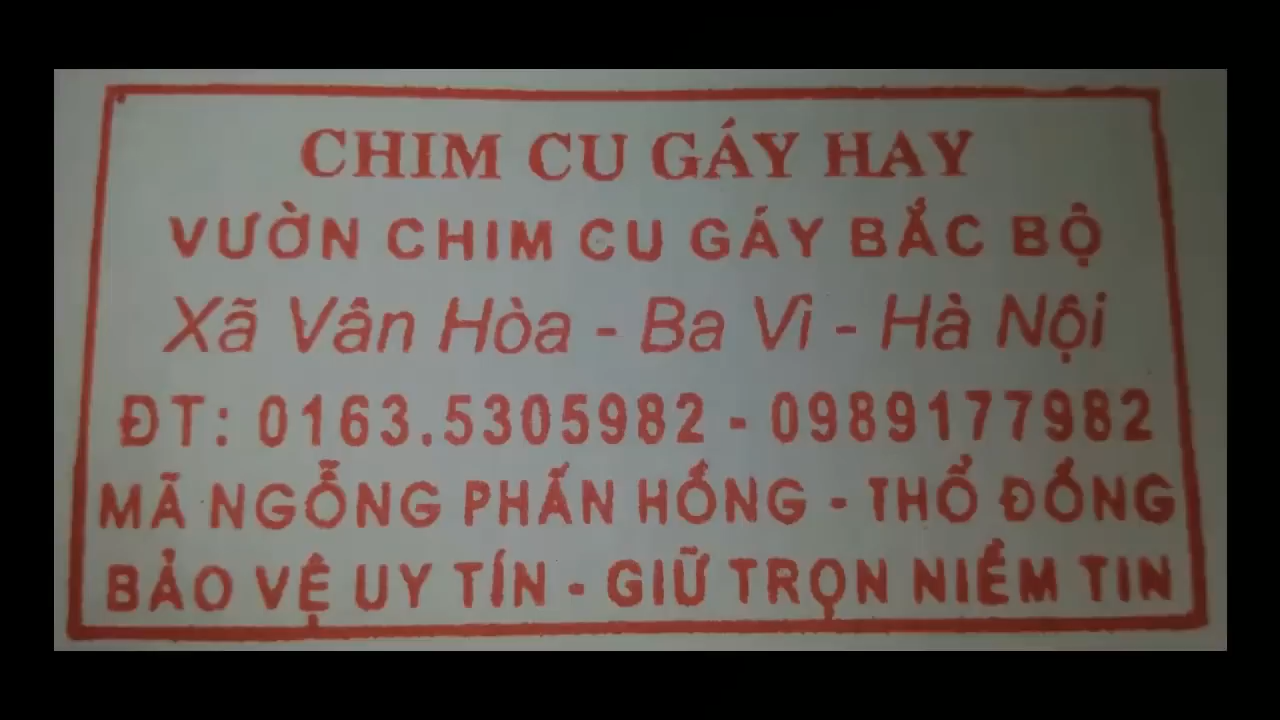 CHIM CU GÁY HAY
VƯỜN CHIM CU GÁY BẮC BỘ
Xã Vân Hòa - Ba Vì - Hà Nội
ĐT: 0163.5305982 - 0989177982
MÃ NGỖNG PHẤN HỒNG - THỔ ĐỒNG
BẢO VỆ UY TÍN - GIỮ TRỌN NIỀM TIN